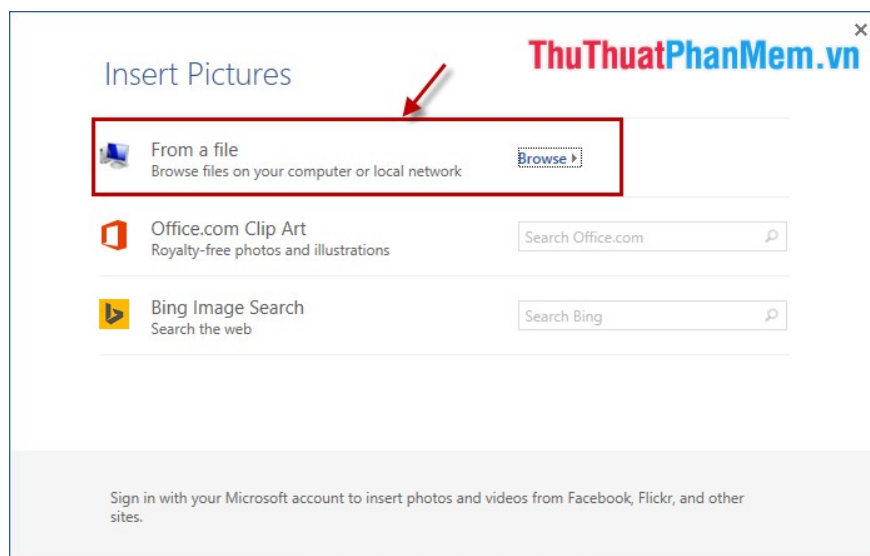 ThuThuatPhanMem.vn
Insert Pictures
From a file
Browse files on your computer or local network
Browse
Office.com Clip Art
Royalty-free photos and illustrations
Search Office.com
Bing Image Search
Search the web
Search Bing
Sign in with your Microsoft account to insert photos and videos from Facebook, Flickr, and other
sites.